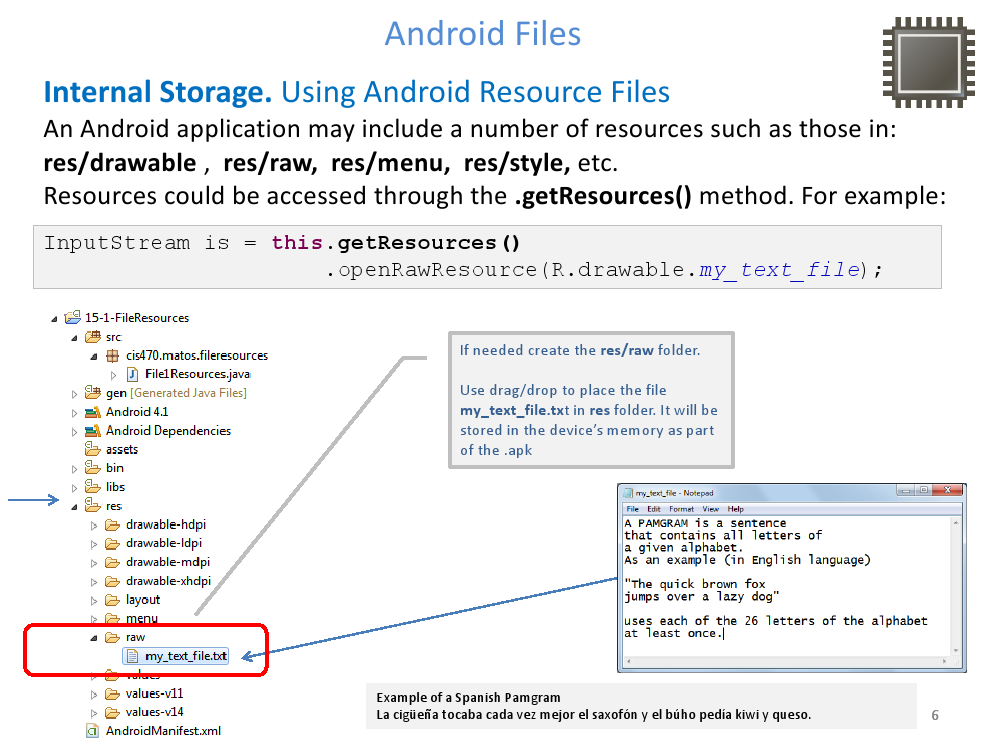 Android Files
Internal Storage. Using Android Resource Files
An Android application may include a number of resources such as those in:
res/drawable , res/raw, res/menu, res/style, etc.
Resources could be accessed through the .getResources() method. For example:
InputStream is = this.getResources()
.openRawResource(R.drawable.my_text_file);
15-1-FileResources
src
cis470.matos.fileresources
File1Resources.java
gen [Generated Java Files]
Android 4.1
Android Dependencies
assets
bin
libs
res
drawable-hdpi
drawable-ldpi
drawable-mdpi
drawable-xhdpi
layout
menu
raw
my_text_file.txt
values
values-v11
values-v14
AndroidManifest.xml
If needed create the res/raw folder.
Use drag/drop to place the file
my_text_file.txt in res folder. It will be
stored in the device’s memory as part
of the .apk
my_text_file - Notepad
File Edit Format View Help
A PAMGRAM is a sentence
that contains all letters of
a given alphabet.
As an example (in English language)
"The quick brown fox
jumps over a lazy dog"
uses each of the 26 letters of the alphabet
at least once.
Example of a Spanish Pamgram
La cigüeña tocaba cada vez mejor el saxofón y el búho pedía kiwi y queso.
6